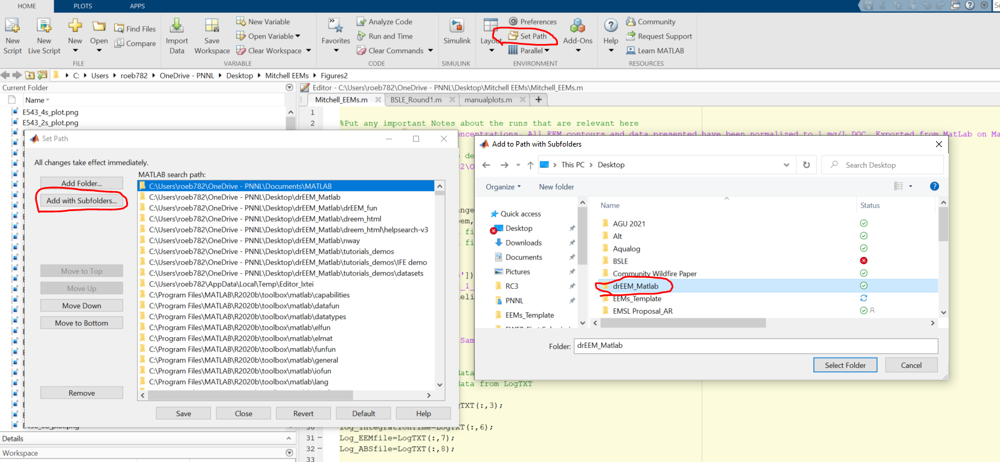 HOME PLOTS APPS
New Script
New Live Script
New
Open
Find Files
Compare
FILE
Import Data
Save Workspace
New Variable
Open Variable
Clear Workspace
VARIABLE
Favorites
Analyze Code
Run and Time
Clear Commands
CODE
Simulink
SIMULINK
Layout
Preferences
Set Path
Parallel
Add-Ons
ENVIRONMENT
Help
Community
Request Support
Learn MATLAB
RESOURCES
C: Users roeb782 OneDrive - PNNL Desktop Mitchell EEMs Figures2
Current Folder
Name
E543_4s_plot.png
E543_2s_plot.png
Details
Workspace
Editor - C:\Users\roeb782\OneDrive - PNNL\Desktop\Mitchell EEMs\Mitchell_EEMs.m
Mitchell_EEMs.m BSLE_Round1.m manualplots.m +
1
2 %Put any important Notes about the runs that are relevant here
oncentrations. All EEM contours and data presented have been normalized to 1 mg/L DOC. Exported from MatLab on Ma
data from LogTXT
gTXT(:,3);
30 log_IntegrationTime=LogTXT(:,6);
31 Log_EEMfile=LogTXT(:,7);
32 Log_ABSfile=LogTXT(:,8);
33
Set Path
All changes take effect immediately.
Add Folder...
Add with Subfolders...
Move to Top
Move Up
Move Down
Move to Bottom
Remove
MATLAB search path:
C:\Users\roeb782\OneDrive - PNNL\Documents\MATLAB
C:\Users\roeb782\OneDrive - PNNL\Desktop\drEEM_Matlab
C:\Users\roeb782\OneDrive - PNNL\Desktop\drEEM_Matlab\drEEM_fun
C:\Users\roeb782\OneDrive - PNNL\Desktop\drEEM_Matlab\dreem_html
C:\Users\roeb782\OneDrive - PNNL\Desktop\drEEM_Matlab\dreem_html\helpsearch-v3
C:\Users\roeb782\OneDrive - PNNL\Desktop\drEEM_Matlab\nway
C:\Users\roeb782\OneDrive - PNNL\Desktop\drEEM_Matlab\tutorials_demos
C:\Users\roeb782\OneDrive - PNNL\Desktop\drEEM_Matlab\tutorials_demos\IFE demo
C:\Users\roeb782\OneDrive - PNNL\Desktop\drEEM_Matlab\tutorials_demos\datasets
C:\Users\roeb782\AppData\Local\Temp\Editor_lxtei
C:\Program Files\MATLAB\R2020b\toolbox\matlab\capabilities
C:\Program Files\MATLAB\R2020b\toolbox\matlab\datafun
C:\Program Files\MATLAB\R2020b\toolbox\matlab\datatypes
C:\Program Files\MATLAB\R2020b\toolbox\matlab\elfun
C:\Program Files\MATLAB\R2020b\toolbox\matlab\elmat
C:\Program Files\MATLAB\R2020b\toolbox\matlab\funfun
C:\Program Files\MATLAB\R2020b\toolbox\matlab\general
C:\Program Files\MATLAB\R2020b\toolbox\matlab\iofun
C:\Program Files\MATLAB\R2020b\toolbox\matlab\lang
Save Close Revert Default Help
Add to Path with Subfolders
This PC Desktop
Search Desktop
Organize New folder
Quick access
Desktop
Downloads
Documents
Pictures
RC3
PNNL
EEMs_Template
Name Status
AGU 2021
Alt
Aqualog
BSLE
Community Wildfire Paper
drEEM_Matlab
EEMs_Template
EMSL Proposal_AR
Folder: drEEM_Matlab
Select Folder Cancel